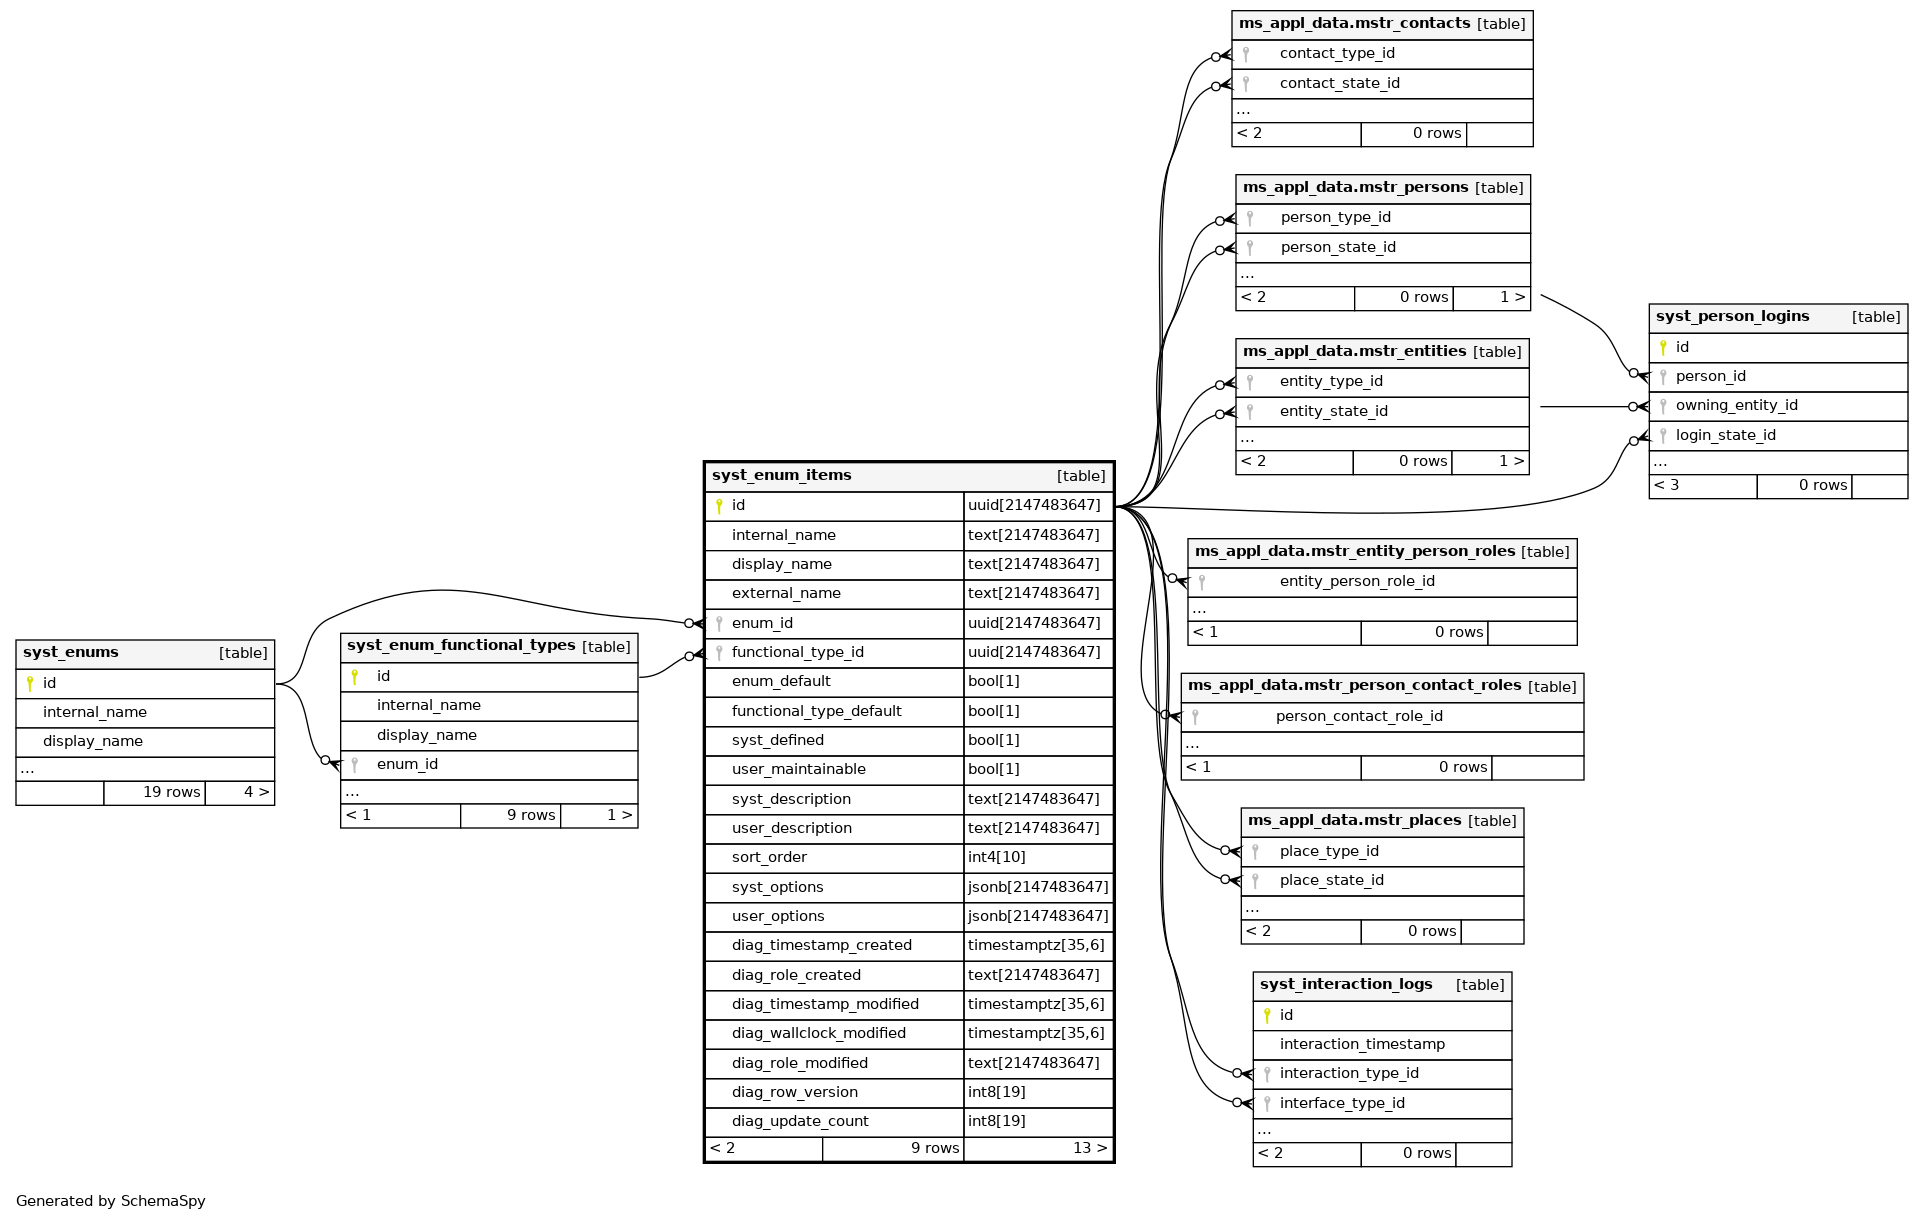 ms_appl_data.mstr_contacts [table]
contact_type_id
contact_state_id
...
< 2 0 rows
ms_appl_data.mstr_persons [table]
person_type_id
person_state_id
...
< 2 0 rows 1 >
syst_person_logins [table]
id
person_id
owning_entity_id
login_state_id
...
< 3 0 rows
ms_appl_data.mstr_entities [table]
entity_type_id
entity_state_id
...
< 2 0 rows 1 >
syst_enum_items [table]
id uuid[2147483647]
internal_name text[2147483647]
display_name text[2147483647]
external_name text[2147483647]
enum_id uuid[2147483647]
functional_type_id uuid[2147483647]
enum_default bool[1]
functional_type_default bool[1]
syst_defined bool[1]
user_maintainable bool[1]
syst_description text[2147483647]
user_description text[2147483647]
sort_order int4[10]
syst_options jsonb[2147483647]
user_options jsonb[2147483647]
diag_timestamp_created timestamptz[35,6]
diag_role_created text[2147483647]
diag_timestamp_modified timestamptz[35,6]
diag_wallclock_modified timestamptz[35,6]
diag_role_modified text[2147483647]
diag_row_version int8[19]
diag_update_count int8[19]
< 2 9 rows 13 >
ms_appl_data.mstr_entity_person_roles [table]
entity_person_role_id
...
< 1 0 rows
syst_enums [table]
id
internal_name
display_name
...
19 rows 4 >
syst_enum_functional_types [table]
id
internal_name
display_name
enum_id
...
< 1 9 rows 1 >
ms_appl_data.mstr_person_contact_roles [table]
person_contact_role_id
...
< 1 0 rows
ms_appl_data.mstr_places [table]
place_type_id
place_state_id
...
< 2 0 rows
syst_interaction_logs [table]
id
interaction_timestamp
interaction_type_id
interface_type_id
...
< 2 0 rows
Generated by SchemaSpy